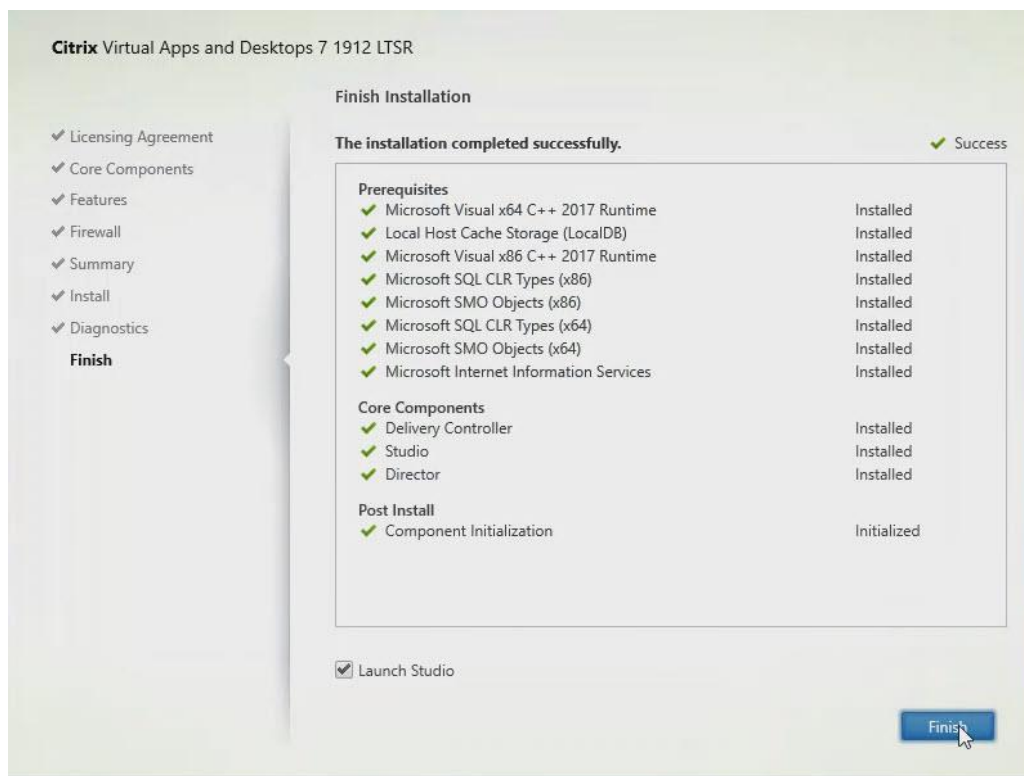 Citrix Virtual Apps and Desktops 7 1912 LTSR
Finish Installation
Licensing Agreement
Core Components
Features
Firewall
Summary
Install
Diagnostics
Finish
The installation completed successfully. Success
Prerequisites
Microsoft Visual x64 C++ 2017 Runtime Installed
Local Host Cache Storage (LocalDB) Installed
Microsoft Visual x86 C++ 2017 Runtime Installed
Microsoft SQL CLR Types (x86) Installed
Microsoft SMO Objects (x86) Installed
Microsoft SQL CLR Types (x64) Installed
Microsoft SMO Objects (x64) Installed
Microsoft Internet Information Services Installed
Core Components
Delivery Controller Installed
Studio Installed
Director Installed
Post Install
Component Initialization Initialized
Launch Studio
Finish